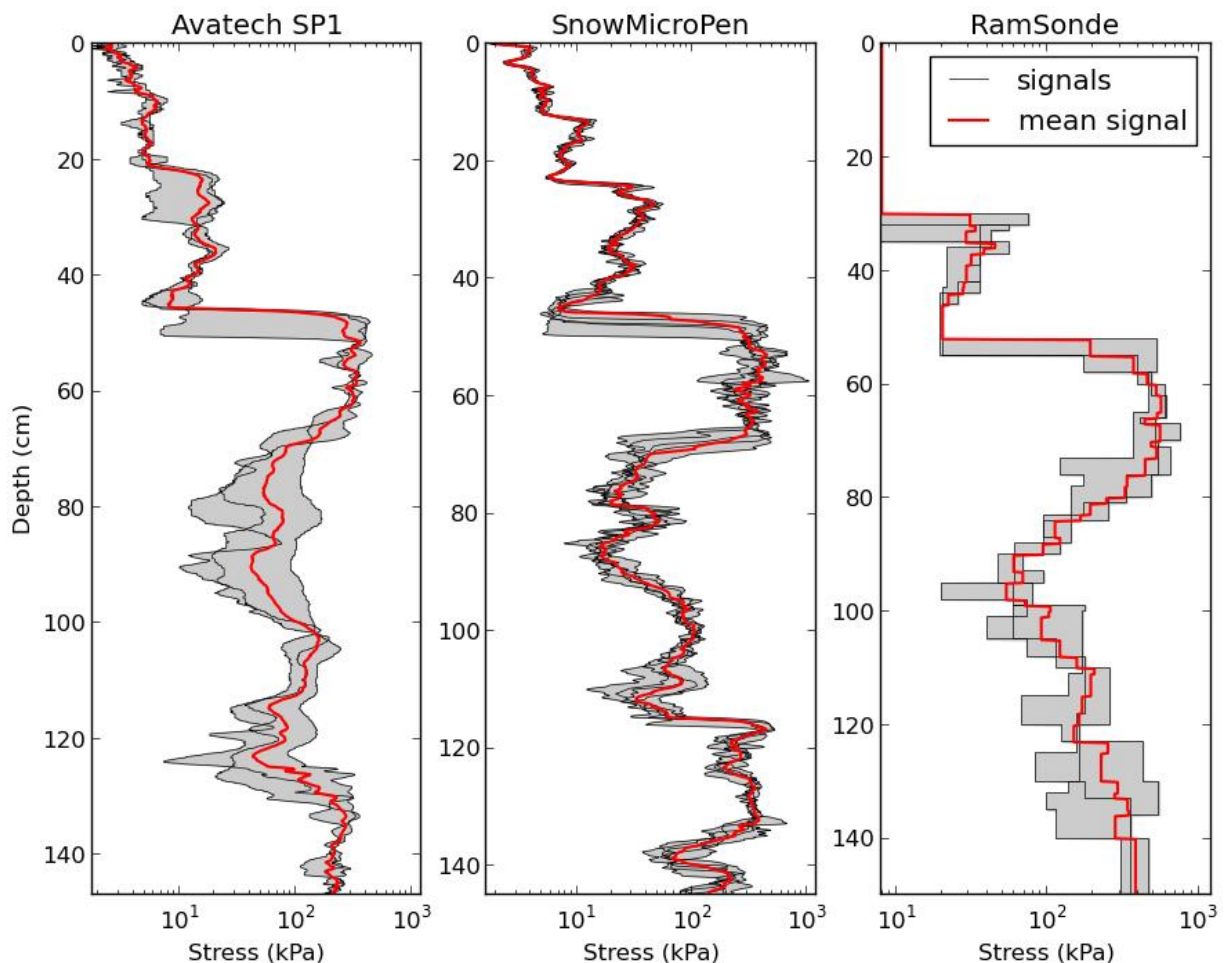 Avatech SP1
SnowMicroPen
RamSonde
signals
mean signal
Depth (cm)
0
20
40
60
80
100
120
140
0
20
40
60
80
100
120
140
0
20
40
60
80
100
120
140
10¹ 10² 10³
10¹ 10² 10³
10¹ 10² 10³
Stress (kPa)
Stress (kPa)
Stress (kPa)